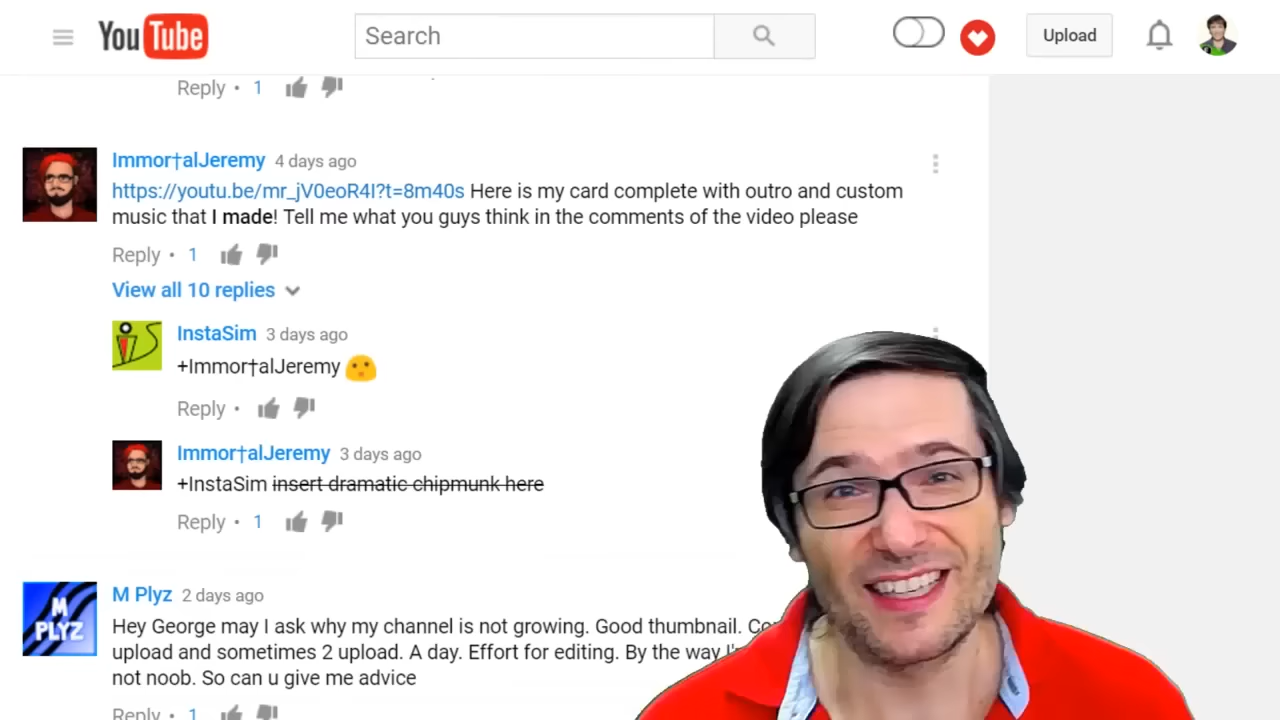 YouTube
Search
Upload
Reply • 1
Immor†alJeremy 4 days ago
https://youtu.be/mr_jV0eoR4I?t=8m40s Here is my card complete with outro and custom
music that I made! Tell me what you guys think in the comments of the video please
Reply • 1
View all 10 replies
InstaSim 3 days ago
+Immor†alJeremy
Reply •
Immor†alJeremy 3 days ago
+InstaSim insert dramatic chipmunk here
Reply • 1
M
PLYZ
M Plyz 2 days ago
Hey George may I ask why my channel is not growing. Good thumbnail.
upload and sometimes 2 upload. A day. Effort for editing. By the way
not noob. So can u give me advice
Reply • 1